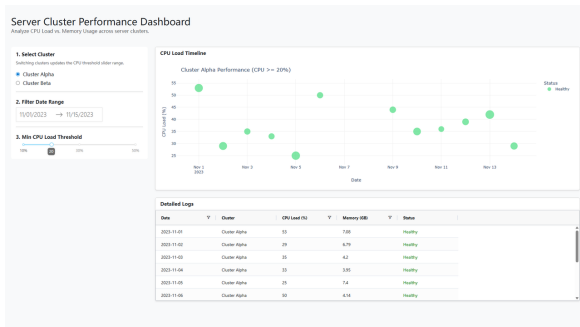 Server Cluster Performance Dashboard
Analyze CPU Load vs. Memory Usage across server clusters.
1. Select Cluster
Switching clusters updates the CPU threshold slider range.
Cluster Alpha
Cluster Beta
2. Filter Date Range
11/01/2023 → 11/15/2023
3. Min CPU Load Threshold
10% 20 50% 90%
CPU Load Timeline
Cluster Alpha Performance (CPU >= 20%)
Status
Healthy
CPU Load (%)
55
50
45
40
35
30
25
Nov 1 Nov 3 Nov 5 Nov 7 Nov 9 Nov 11 Nov 13
2023
Date
Detailed Logs
Date Cluster CPU Load (%) Memory (GB) Status
2023-11-01 Cluster Alpha 53 7.08 Healthy
2023-11-02 Cluster Alpha 29 6.79 Healthy
2023-11-03 Cluster Alpha 35 4.2 Healthy
2023-11-04 Cluster Alpha 33 3.95 Healthy
2023-11-05 Cluster Alpha 25 7.4 Healthy
2023-11-06 Cluster Alpha 50 4.14 Healthy